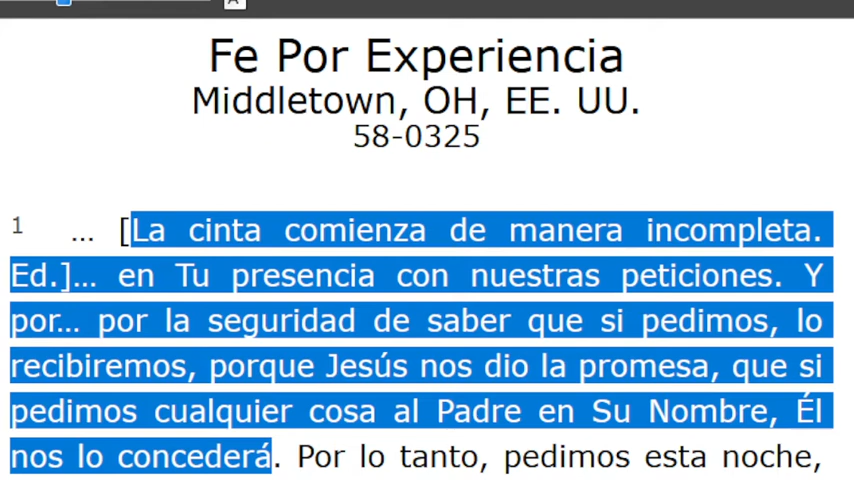 Fe Por Experiencia
Middletown, OH, EE. UU.
58-0325
1 … [La cinta comienza de manera incompleta.
Ed.]… en Tu presencia con nuestras peticiones. Y
por… por la seguridad de saber que si pedimos, lo
recibiremos, porque Jesús nos dio la promesa, que si
pedimos cualquier cosa al Padre en Su Nombre, Él
nos lo concederá. Por lo tanto, pedimos esta noche,